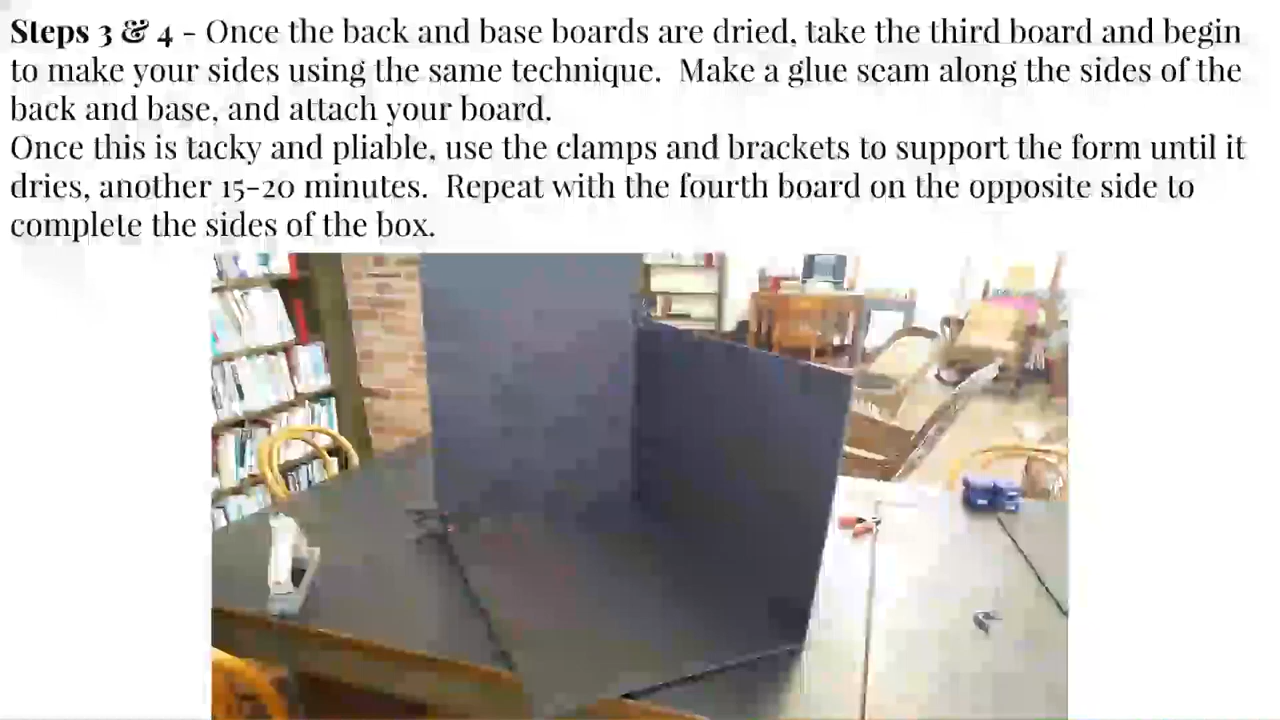 Steps 3 & 4 - Once the back and base boards are dried, take the third board and begin
to make your sides using the same technique.  Make a glue seam along the sides of the
back and base, and attach your board.
Once this is tacky and pliable, use the clamps and brackets to support the form until it
dries, another 15-20 minutes.  Repeat with the fourth board on the opposite side to
complete the sides of the box.